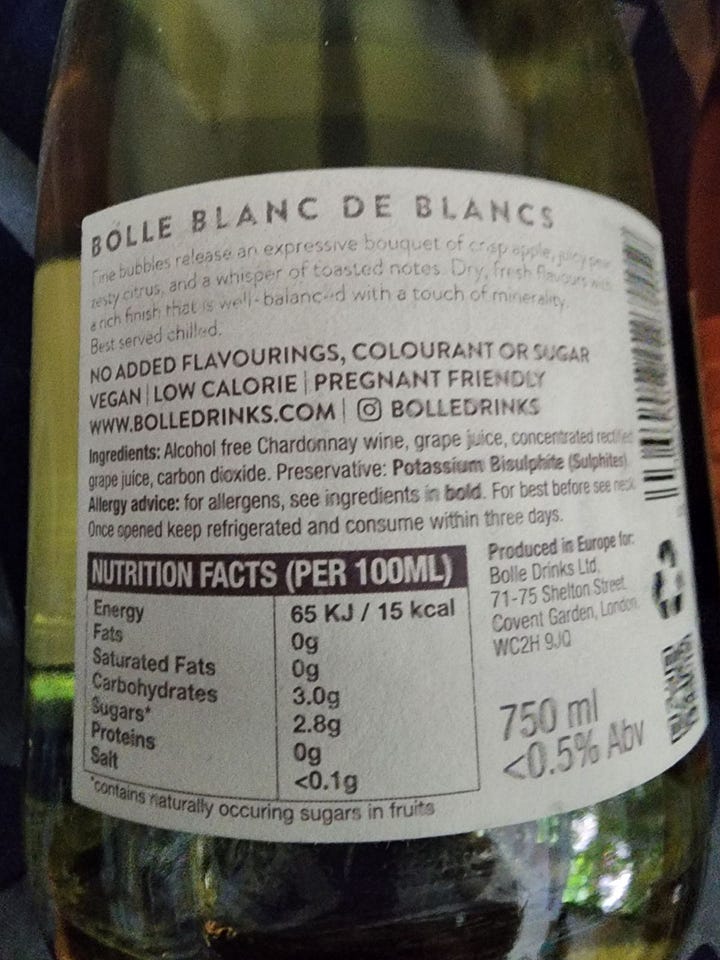 BOLLE BLANC DE BLANCS
Fine bubbles release an expressive bouquet of crisp apple, juicy pear
zesty citrus, and a whisper of toasted notes. Dry, fresh flavours with
a rich finish that is well-balanced with a touch of minerality.
Best served chilled.
NO ADDED FLAVOURINGS, COLOURANT OR SUGAR
VEGAN | LOW CALORIE | PREGNANT FRIENDLY
WWW.BOLLEDRINKS.COM | BOLLEDRINKS
Ingredients: Alcohol free Chardonnay wine, grape juice, concentrated rectified
grape juice, carbon dioxide. Preservative: Potassium Bisulphite (Sulphites).
Allergy advice: for allergens, see ingredients in bold. For best before see neck
Once opened keep refrigerated and consume within three days.
NUTRITION FACTS (PER 100ML)
Energy 65 KJ / 15 kcal
Fats 0g
Saturated Fats 0g
Carbohydrates 3.0g
Sugars* 2.8g
Proteins 0g
Salt <0.1g
*contains naturally occuring sugars in fruits
Produced in Europe for:
Bolle Drinks Ltd,
71-75 Shelton Street,
Covent Garden, London,
WC2H 9JQ
750 ml
<0.5% Abv